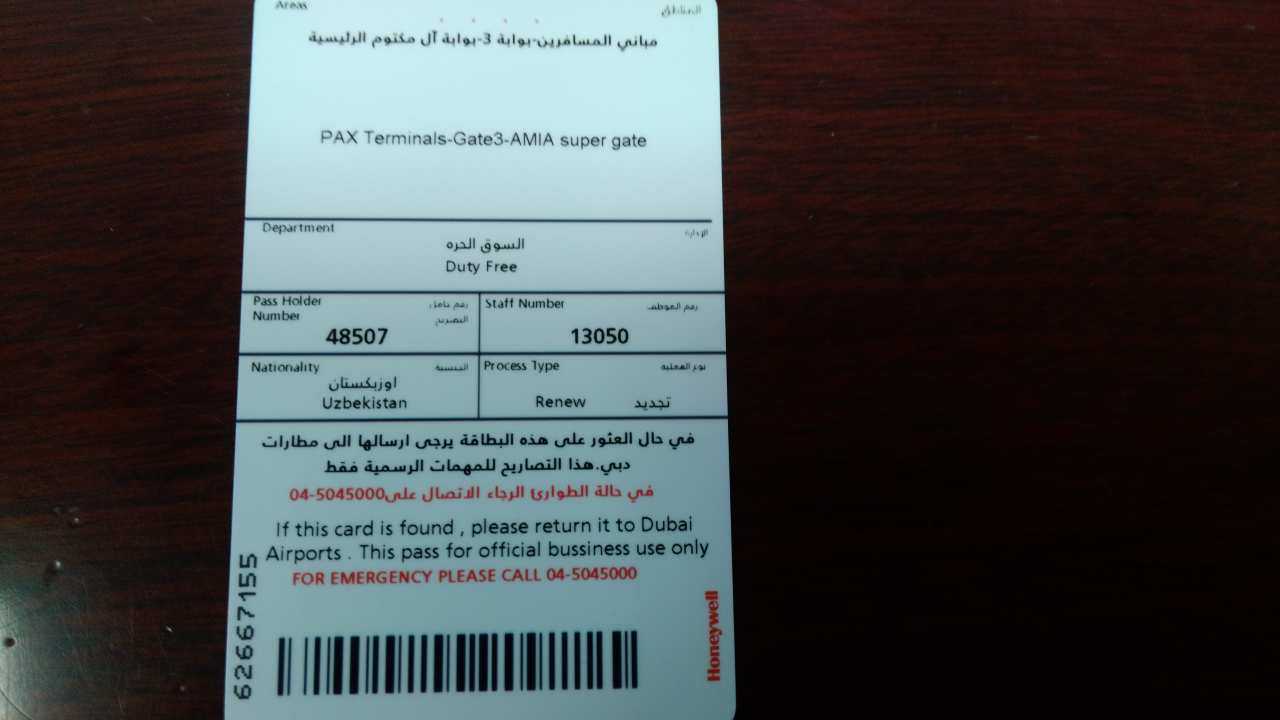 Areas المناطق
مباني المسافرين-بوابة 3-بوابة آل مكتوم الرئيسية
PAX Terminals-Gate3-AMIA super gate
Department الإدارة
السوق الحره
Duty Free
Pass Holder رقم حامل Staff Number رقم الموظف
Number التصريح
48507 13050
Nationality الجنسية Process Type نوع العملية
اوزبكستان
Uzbekistan Renew تجديد
في حال العثور على هذه البطاقة يرجى ارسالها الى مطارات
دبي.هذا التصاريح للمهمات الرسمية فقط
في حالة الطوارئ الرجاء الاتصال على04-5045000
If this card is found , please return it to Dubai
Airports . This pass for official bussiness use only
FOR EMERGENCY PLEASE CALL 04-5045000
62667155
Honeywell